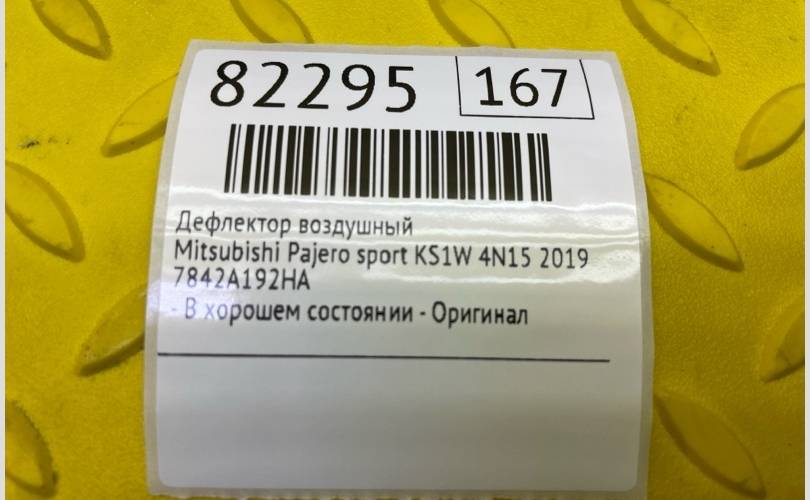 82295 167
Дефлектор воздушный
Mitsubishi Pajero sport KS1W 4N15 2019
7842A192HA
- В хорошем состоянии - Оригинал